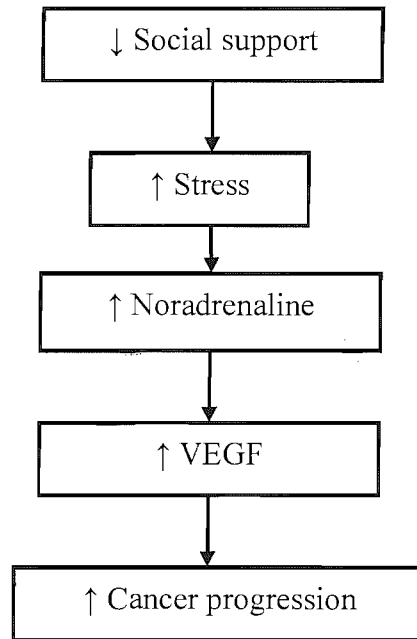 ↓ Social support
↑ Stress
↑ Noradrenaline
↑ VEGF
↑ Cancer progression